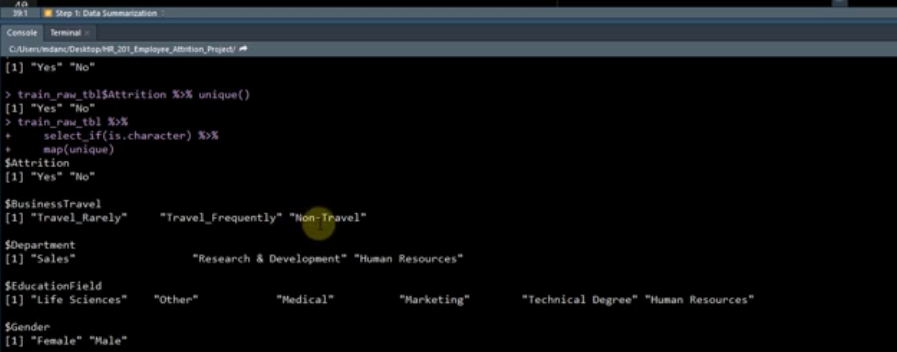 39:1 Step 1: Data Summarization
Console Terminal
C:/Users/mdanc/Desktop/HR_201_Employee_Attrition_Project/
[1] "Yes" "No"
> train_raw_tbl$Attrition %>% unique()
[1] "Yes" "No"
> train_raw_tbl %>%
+ select_if(is.character) %>%
+ map(unique)
$Attrition
[1] "Yes" "No"
$BusinessTravel
[1] "Travel_Rarely" "Travel_Frequently" "Non-Travel"
$Department
[1] "Sales" "Research & Development" "Human Resources"
$EducationField
[1] "Life Sciences" "Other" "Medical" "Marketing" "Technical Degree" "Human Resources"
$Gender
[1] "Female" "Male"